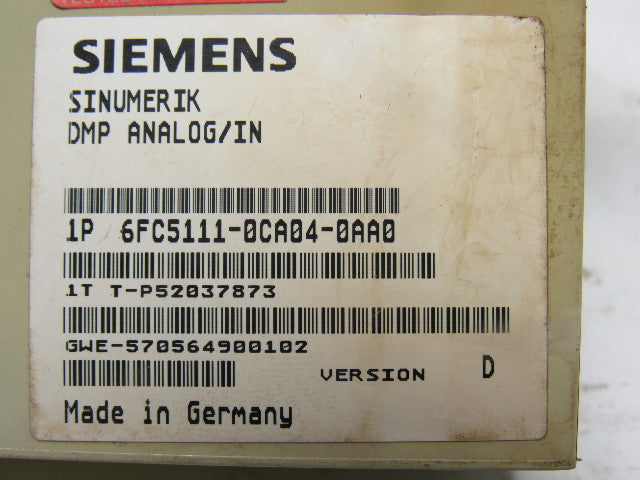 SIEMENS
SINUMERIK
DMP ANALOG/IN
1P 6FC5111-0CA04-0AA0
1T T-P52037873
GWE-570564900102
VERSION D
Made in Germany